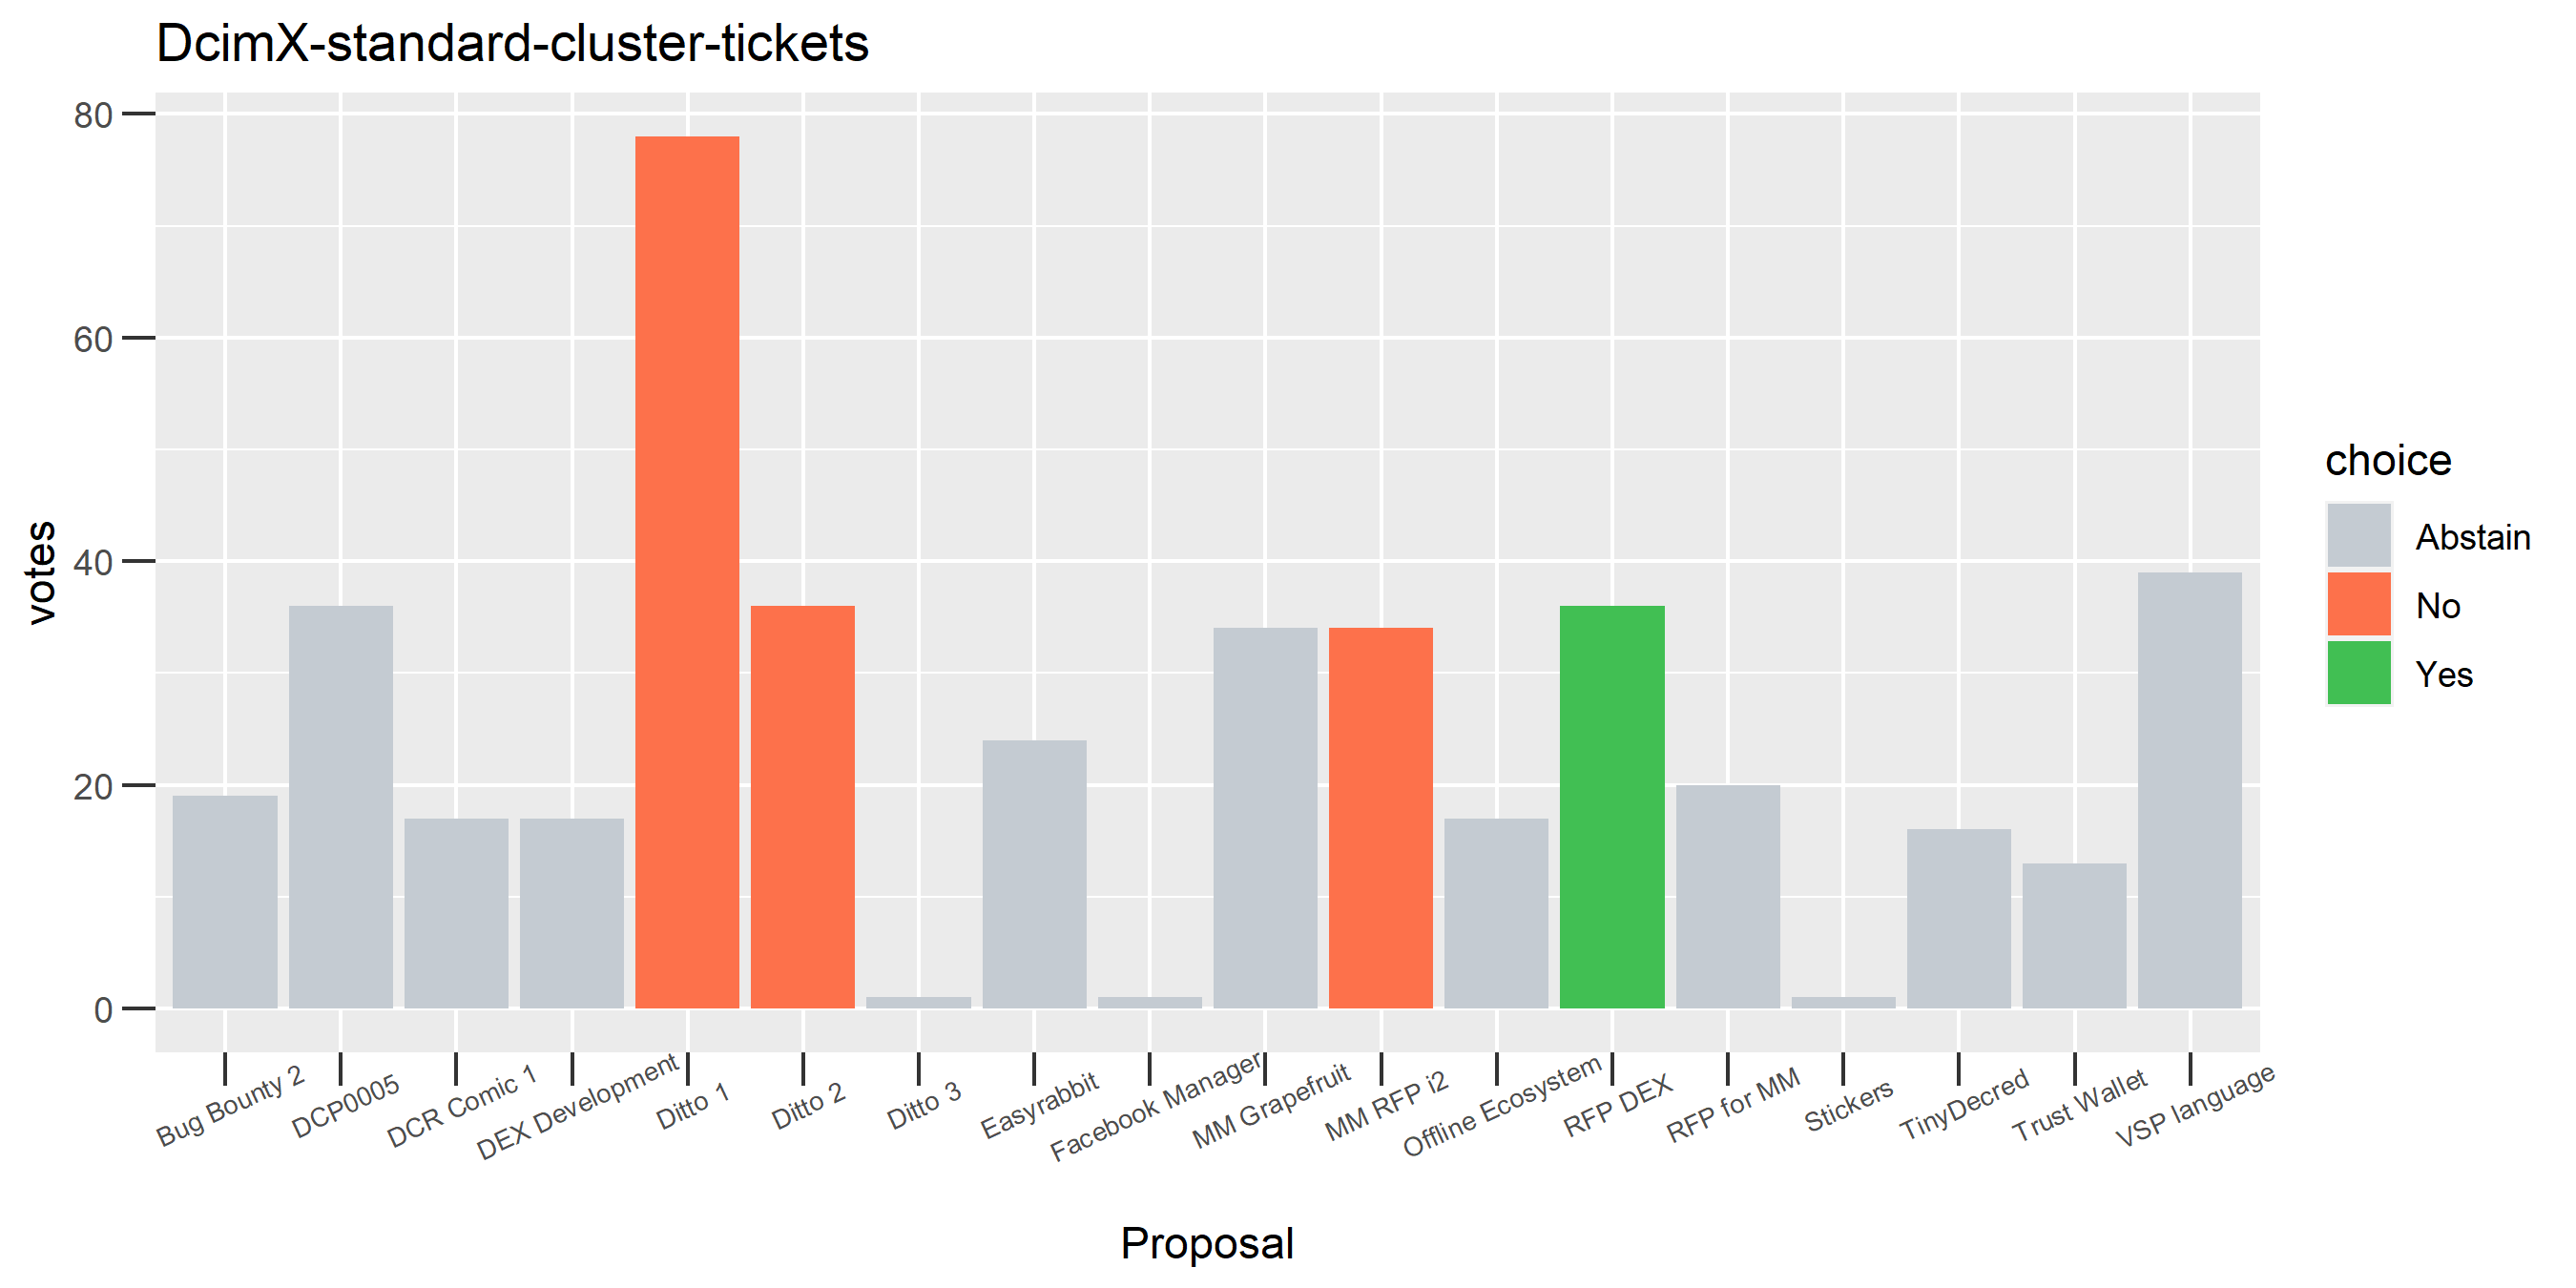 DcimX-standard-cluster-tickets
80
60
40
20
0
votes
Bug Bounty 2
DCP0005
DCR Comic 1
DEX Development
Ditto 1
Ditto 2
Ditto 3
Easyrabbit
Facebook Manager
MM Grapefruit
MM RFP i2
Offline Ecosystem
RFP DEX
RFP for MM
Stickers
TinyDecred
Trust Wallet
VSP language
Proposal
choice
Abstain
No
Yes